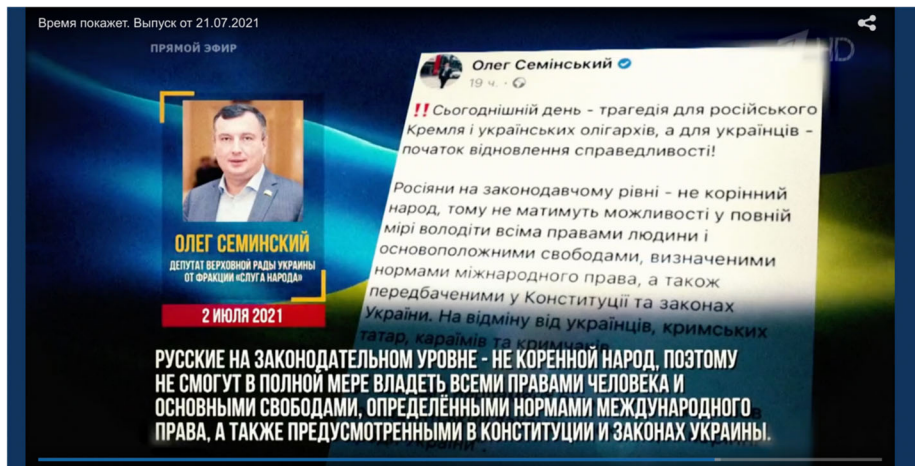 Время покажет. Выпуск от 21.07.2021
ПРЯМОЙ ЭФИР
HD
Олег Семінський
19 ч. ·
‼️Сьогоднішній день - трагедія для російського
Кремля і українських олігархів, а для українців -
початок відновлення справедливості!
Росіяни на законодавчому рівні - не корінний
народ, тому не матимуть можливості у повній
мірі володіти всіма правами людини і
основоположними свободами, визначеними
нормами міжнародного права, а також
передбаченими у Конституції та законах
України. На відміну від українців, кримських
татар, караїмів та кримчаків
ОЛЕГ СЕМИНСКИЙ
ДЕПУТАТ ВЕРХОВНОЙ РАДЫ УКРАИНЫ
ОТ ФРАКЦИИ «СЛУГА НАРОДА»
2 ИЮЛЯ 2021
РУССКИЕ НА ЗАКОНОДАТЕЛЬНОМ УРОВНЕ - НЕ КОРЕННОЙ НАРОД, ПОЭТОМУ
НЕ СМОГУТ В ПОЛНОЙ МЕРЕ ВЛАДЕТЬ ВСЕМИ ПРАВАМИ ЧЕЛОВЕКА И
ОСНОВНЫМИ СВОБОДАМИ, ОПРЕДЕЛЁННЫМИ НОРМАМИ МЕЖДУНАРОДНОГО
ПРАВА, А ТАКЖЕ ПРЕДУСМОТРЕННЫМИ В КОНСТИТУЦИИ И ЗАКОНАХ УКРАИНЫ.